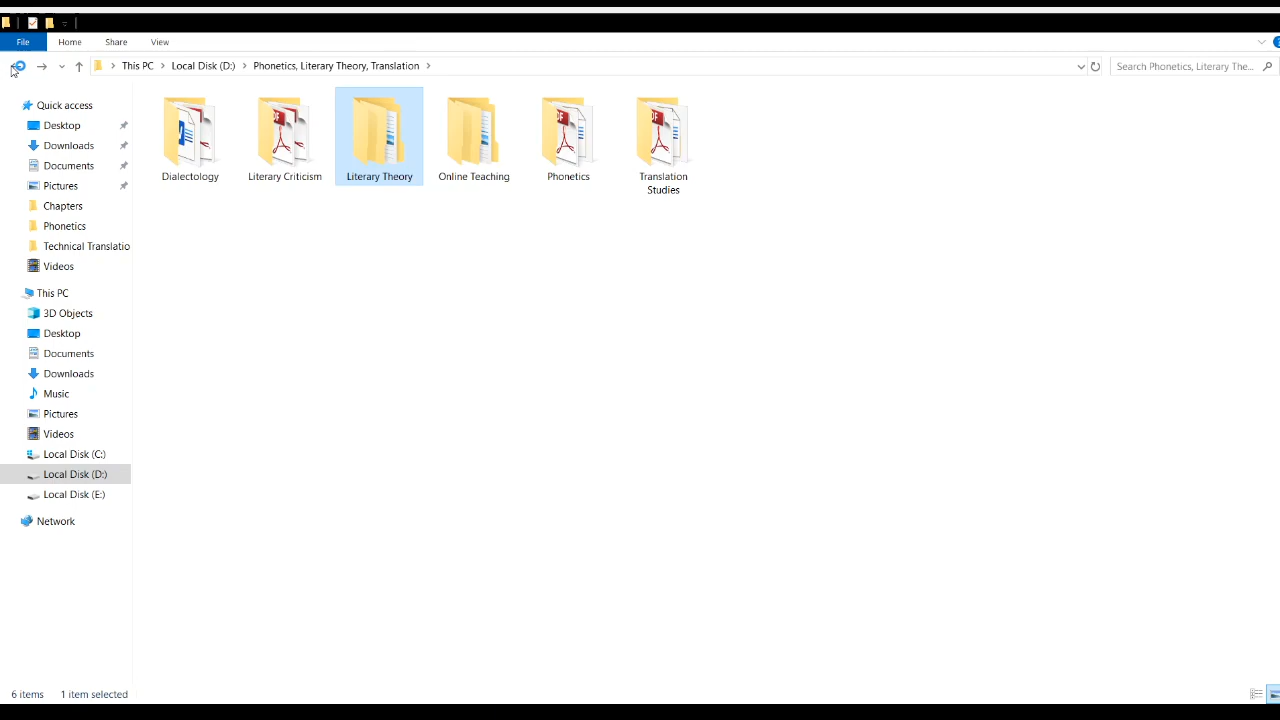 File Home Share View
This PC Local Disk (D:) Phonetics, Literary Theory, Translation Search Phonetics, Literary The...
Quick access
Desktop
Downloads
Documents
Pictures
Chapters
Phonetics
Technical Translatio
Videos
This PC
3D Objects
Desktop
Documents
Downloads
Music
Pictures
Videos
Local Disk (C:)
Local Disk (D:)
Local Disk (E:)
Network
Dialectology
Literary Criticism
Literary Theory
Online Teaching
Phonetics
Translation
Studies
6 items 1 item selected